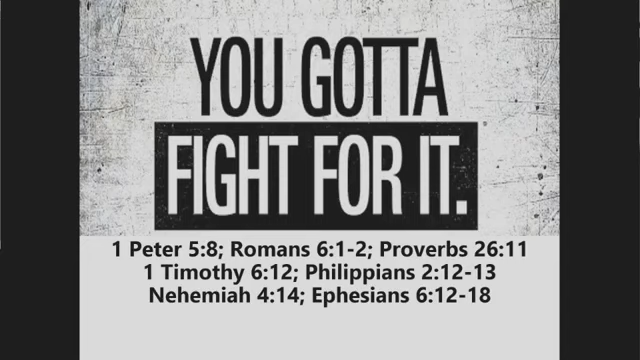 YOU GOTTA
FIGHT FOR IT.
1 Peter 5:8; Romans 6:1-2; Proverbs 26:11
1 Timothy 6:12; Philippians 2:12-13
Nehemiah 4:14; Ephesians 6:12-18